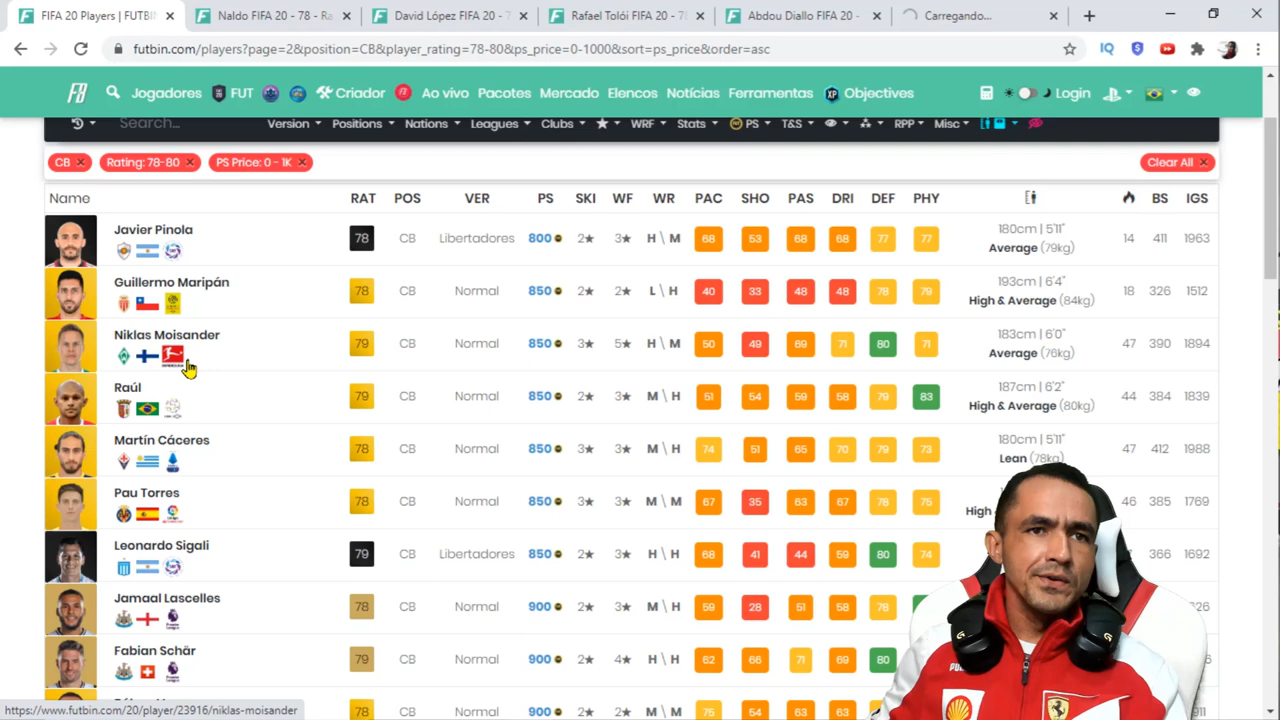 FIFA 20 Players | FUTBIN
Naldo FIFA 20 - 78 - Ra
David López FIFA 20 - 7
Rafael Tolói FIFA 20 - 78
Abdou Diallo FIFA 20 -
Carregando...
futbin.com/players?page=2&position=CB&player_rating=78-80&ps_price=0-1000&sort=ps_price&order=asc
Jogadores FUT Criador Ao vivo Pacotes Mercado Elencos Notícias Ferramentas XP Objectives Login
Search... Version Positions Nations Leagues Clubs WRF Stats PS T&S RPP Misc
CB × Rating: 78-80 × PS Price: 0 - 1K × Clear All ×
Name RAT POS VER PS SKI WF WR PAC SHO PAS DRI DEF PHY BS IGS
Javier Pinola 78 CB Libertadores 800 2★ 3★ H \ M 68 53 68 68 77 77 180cm | 5'11" Average (79kg) 14 411 1963
Guillermo Maripán 78 CB Normal 850 2★ 2★ L \ H 40 33 48 48 78 79 193cm | 6'4" High & Average (84kg) 18 326 1512
Niklas Moisander 79 CB Normal 850 3★ 5★ H \ M 50 49 69 71 80 71 183cm | 6'0" Average (76kg) 47 390 1894
Raúl 79 CB Normal 850 2★ 3★ M \ H 51 54 59 58 79 83 187cm | 6'2" High & Average (80kg) 44 384 1839
Martín Cáceres 78 CB Normal 850 2★ 3★ M \ H 74 51 65 70 79 73 180cm | 5'11" Lean (78kg) 47 412 1988
Pau Torres 78 CB Normal 850 3★ 3★ M \ M 67 35 63 67 78 75 High 46 385 1769
Leonardo Sigali 79 CB Libertadores 850 2★ 3★ H \ H 68 41 44 59 80 74 366 1692
Jamaal Lascelles 78 CB Normal 900 2★ 3★ M \ H 59 28 51 58 78
Fabian Schär 79 CB Normal 900 2★ 4★ H \ H 62 66 71 69 80
78 CB Normal 900 2★ 2★ M \ H 75 54 63 63
https://www.futbin.com/20/player/23916/niklas-moisander